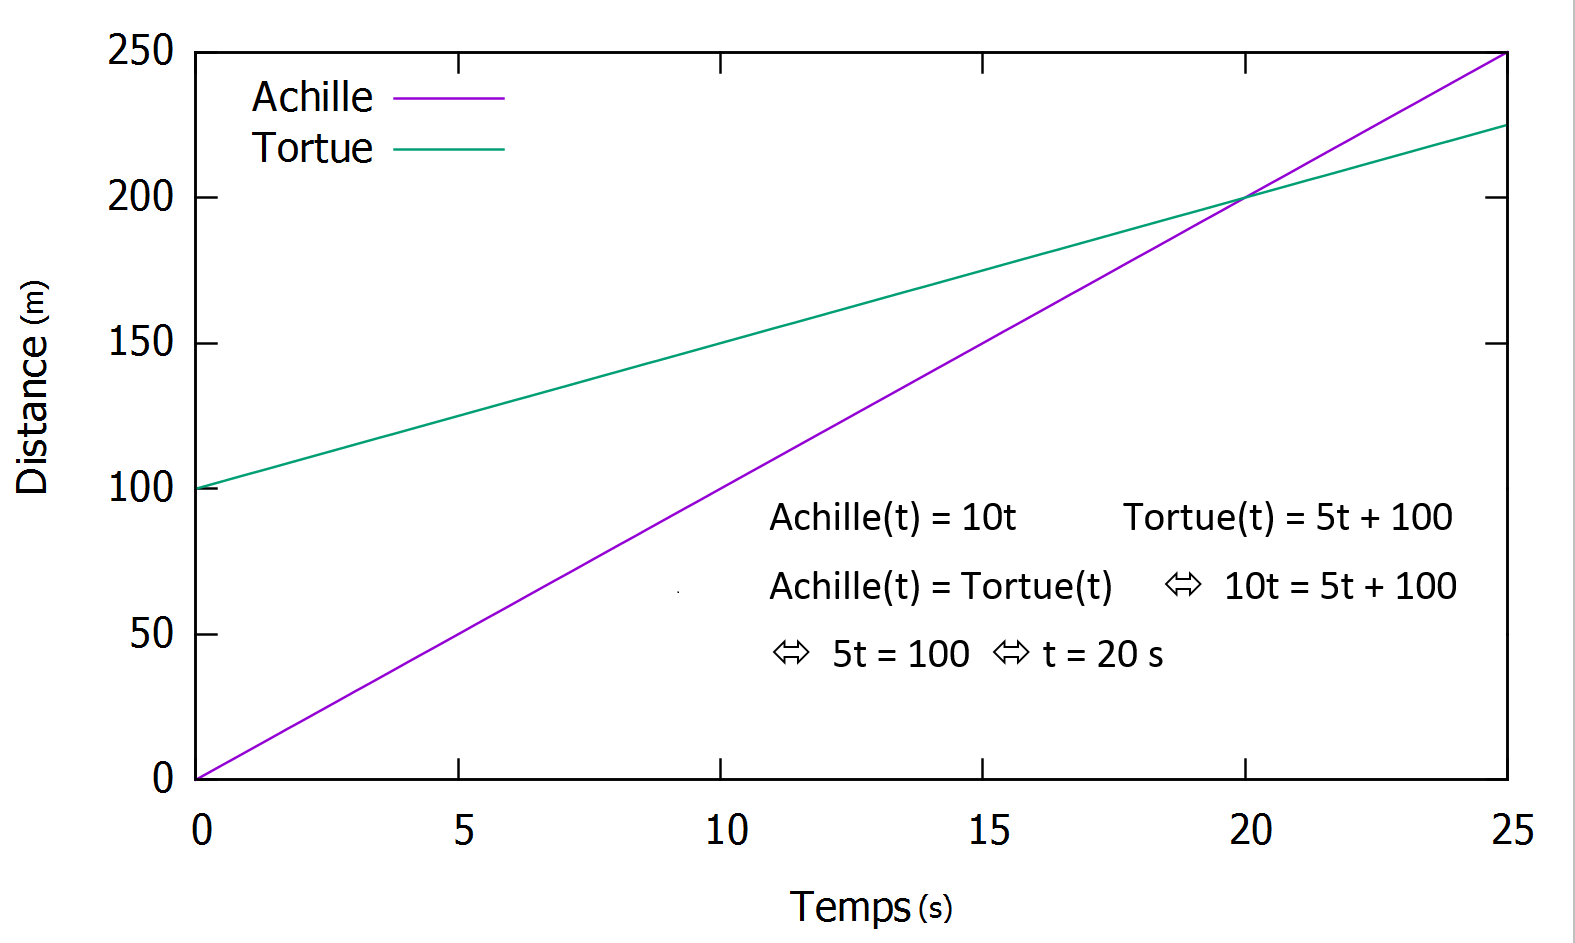 250
Achille
Tortue
200
150
100
50
0
Distance (m)
Achille(t) = 10t Tortue(t) = 5t + 100
Achille(t) = Tortue(t) ⬄ 10t = 5t + 100
⬄ 5t = 100 ⬄ t = 20 s
0 5 10 15 20 25
Temps (s)